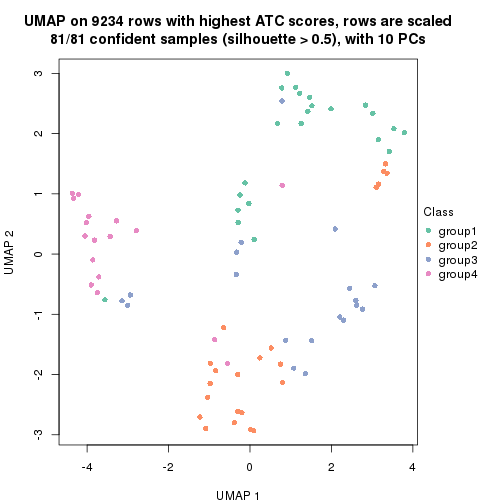 UMAP on 9234 rows with highest ATC scores, rows are scaled
81/81 confident samples (silhouette > 0.5), with 10 PCs
3
2
1
0
-1
-2
-3
UMAP 2
-4
-2
0
2
4
UMAP 1
Class
group1
group2
group3
group4